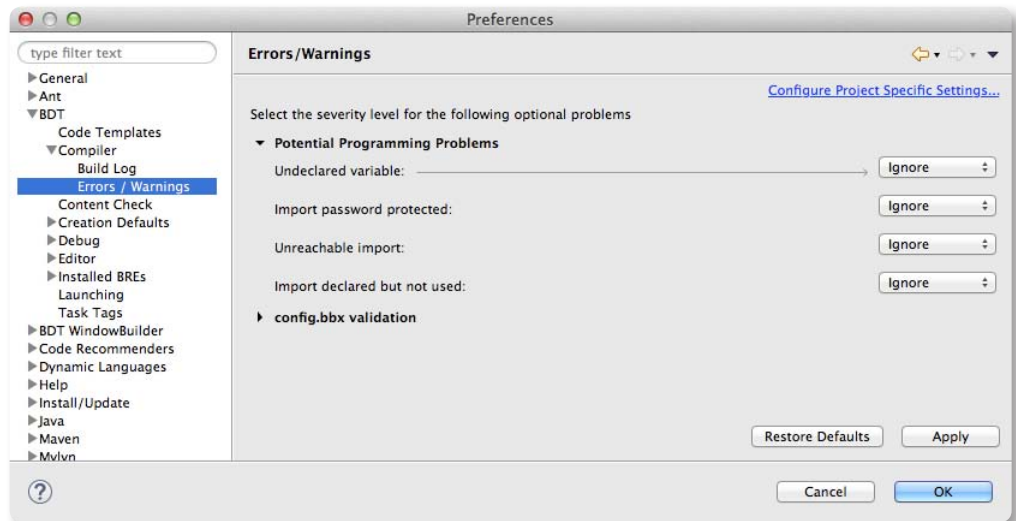 Preferences
type filter text
General
Ant
BDT
Code Templates
Compiler
Build Log
Errors / Warnings
Content Check
Creation Defaults
Debug
Editor
Installed BREs
Launching
Task Tags
BDT WindowBuilder
Code Recommenders
Dynamic Languages
Help
Install/Update
Java
Maven
Mylyn
Errors/Warnings
Configure Project Specific Settings...
Select the severity level for the following optional problems
Potential Programming Problems
Undeclared variable: Ignore
Import password protected: Ignore
Unreachable import: Ignore
Import declared but not used: Ignore
config.bbx validation
Restore Defaults Apply
? Cancel OK